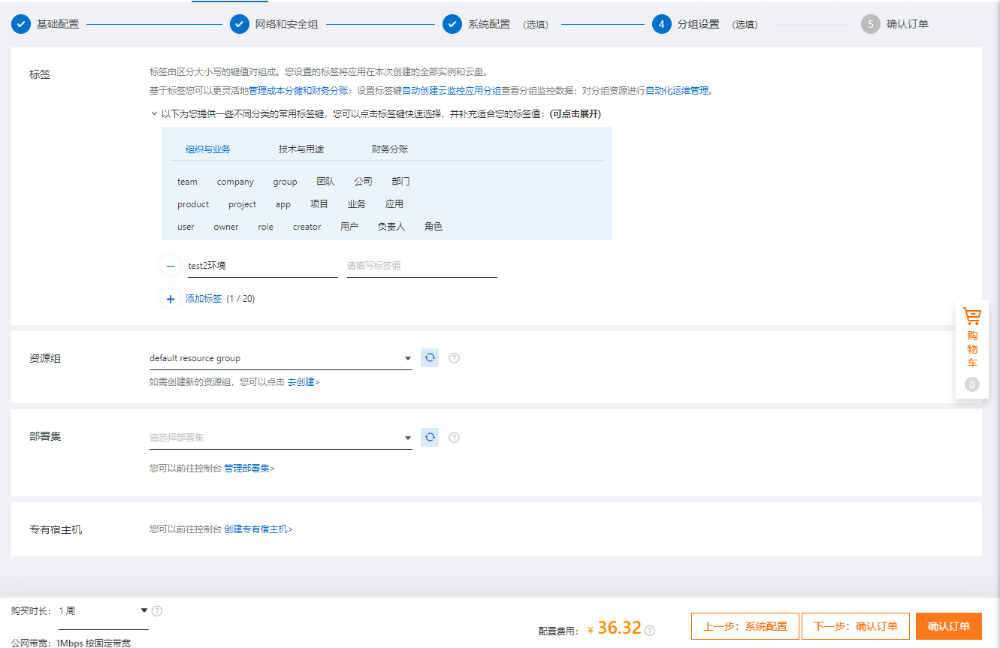 基础配置
网络和安全组
系统配置 (选填)
4 分组设置 (选填)
5 确认订单
标签
标签由区分大小写的键值对组成。您设置的标签将应用在本次创建的全部实例和云盘。
基于标签您可以更灵活地管理成本分摊和财务分账；设置标签键自动创建云监控应用分组查看分组监控数据；对分组资源进行自动化运维管理。
以下为您提供一些不同分类的常用标签键，您可以点击标签键快速选择，并补充适合您的标签值：(可点击展开)
组织与业务 技术与用途 财务分账
team company group 团队 公司 部门
product project app 项目 业务 应用
user owner role creator 用户 负责人 角色
test2环境 请填写标签值
添加标签 (1 / 20)
资源组
default resource group
如需创建新的资源组，您可以点击 去创建>
部署集
请选择部署集
您可以前往控制台 管理部署集>
专有宿主机
您可以前往控制台 创建专有宿主机>
购
物
车
0
购买时长： 1 周
公网带宽： 1Mbps 按固定带宽
配置费用： ¥ 36.32
上一步：系统配置
下一步：确认订单
确认订单